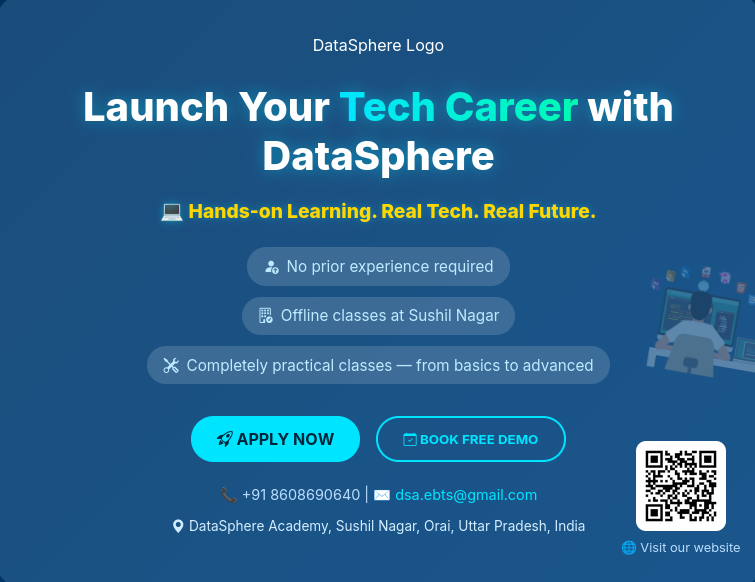 DataSphere Logo
Launch Your Tech Career with
DataSphere
💻 Hands-on Learning. Real Tech. Real Future.
No prior experience required
Offline classes at Sushil Nagar
Completely practical classes — from basics to advanced
APPLY NOW
BOOK FREE DEMO
📞 +91 8608690640 | ✉️ dsa.ebts@gmail.com
DataSphere Academy, Sushil Nagar, Orai, Uttar Pradesh, India
🌐 Visit our website